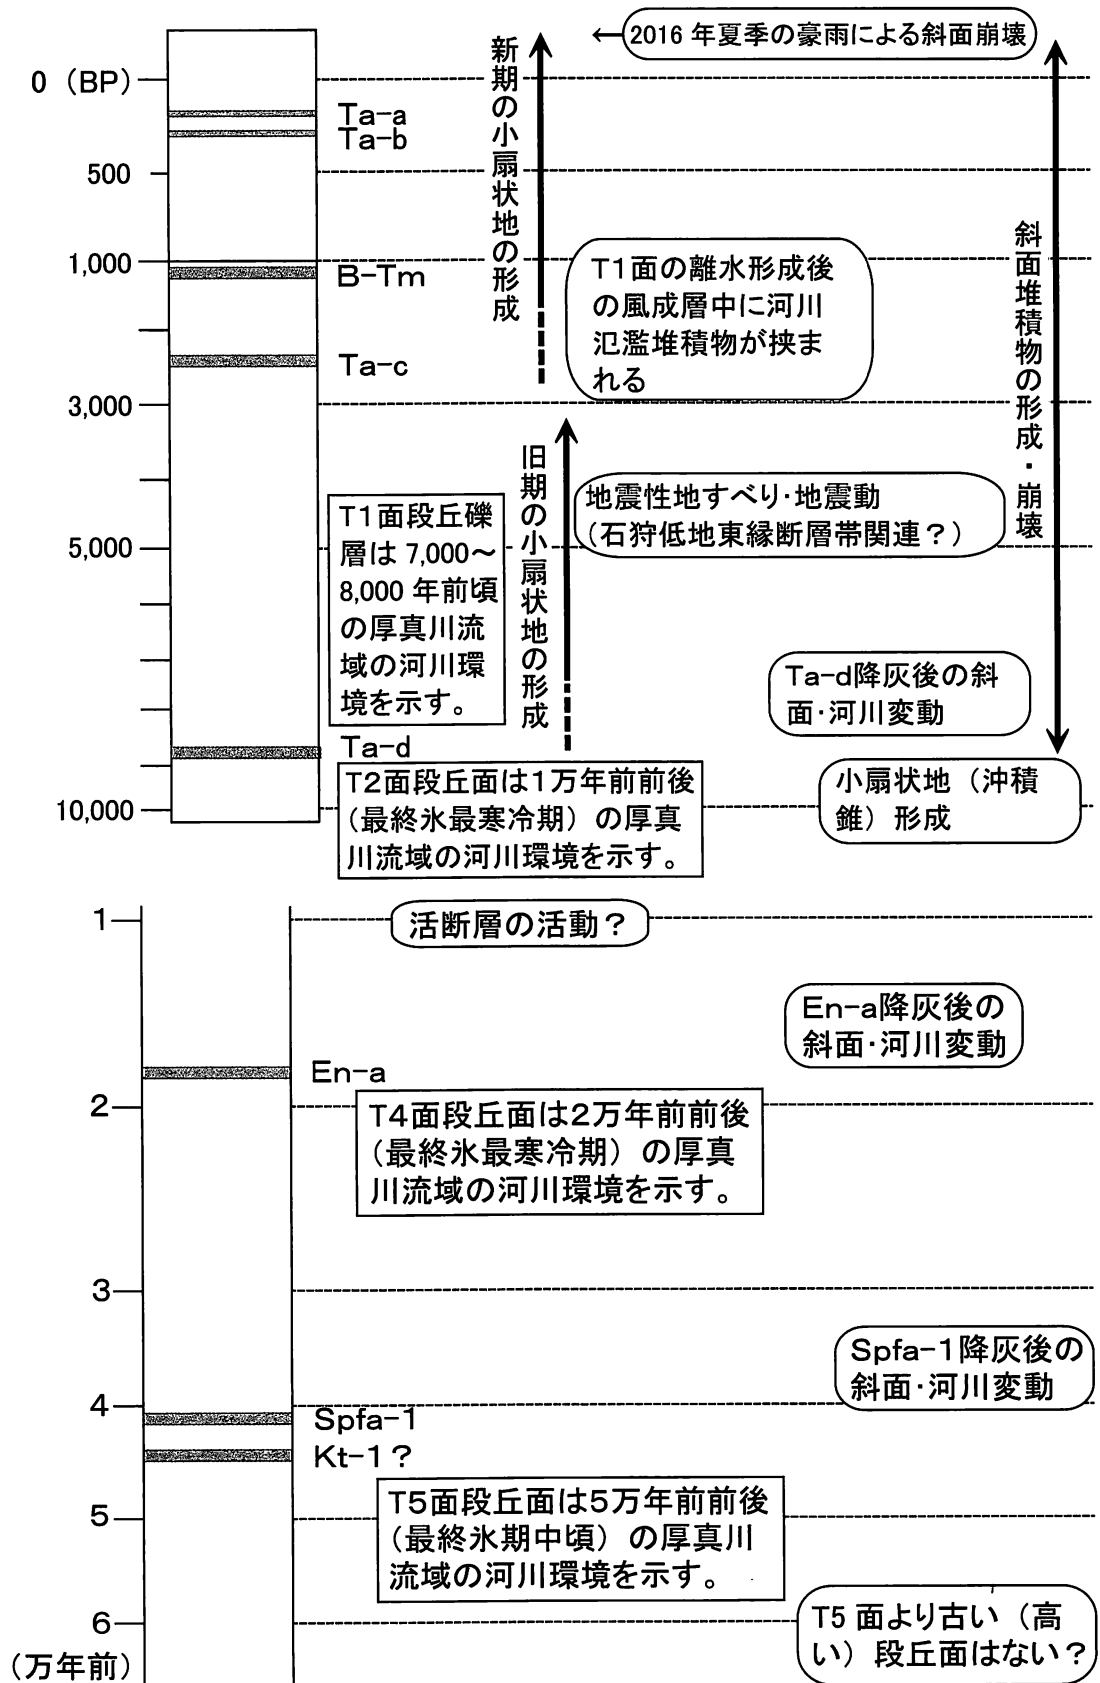 ←2016 年夏季の豪雨による斜面崩壊
0（BP）
Ta-a
Ta-b
500
新期の小扇状地の形成
1,000
B-Tm
T1面の離水形成後
の風成層中に河川
氾濫堆積物が挟ま
れる
斜面堆積物の形成・崩壊
Ta-c
3,000
旧期の小扇状地の形成
地震性地すべり・地震動
（石狩低地東縁断層帯関連？）
T1面段丘礫
層は 7,000～
8,000 年前頃
の厚真川流
域の河川環
境を示す。
5,000
Ta-d降灰後の斜
面・河川変動
Ta-d
T2面段丘面は１万年前前後
（最終氷最寒冷期）の厚真
川流域の河川環境を示す。
小扇状地（沖積
錐）形成
10,000
1
活断層の活動？
En-a降灰後の
斜面・河川変動
En-a
2
T4面段丘面は２万年前前後
（最終氷最寒冷期）の厚真
川流域の河川環境を示す。
3
Spfa-1降灰後の
斜面・河川変動
4
Spfa-1
Kt-1？
T5面段丘面は5万年前前後
（最終氷期中頃）の厚真川
流域の河川環境を示す。
5
T5 面より古い（高
い）段丘面はない？
6
（万年前）